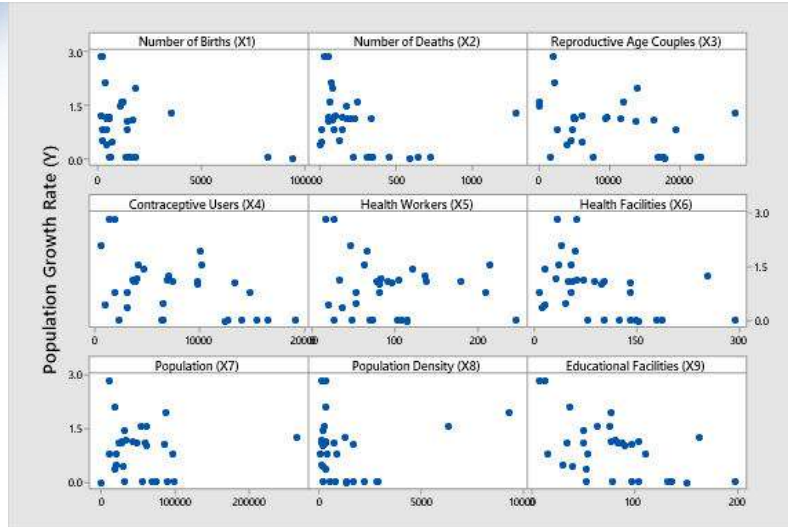 Number of Births (X1) Number of Deaths (X2) Reproductive Age Couples (X3)
3.0
1.5
0.0
0 5000 10000 0 500 1000 0 10000 20000
Contraceptive Users (X4) Health Workers (X5) Health Facilities (X6)
3.0
1.5
0.0
0 10000 20000 0 100 200 0 150 300
Population (X7) Population Density (X8) Educational Facilities (X9)
3.0
1.5
0.0
0 100000 200000 0 5000 10000 0 100 200
Population Growth Rate (Y)